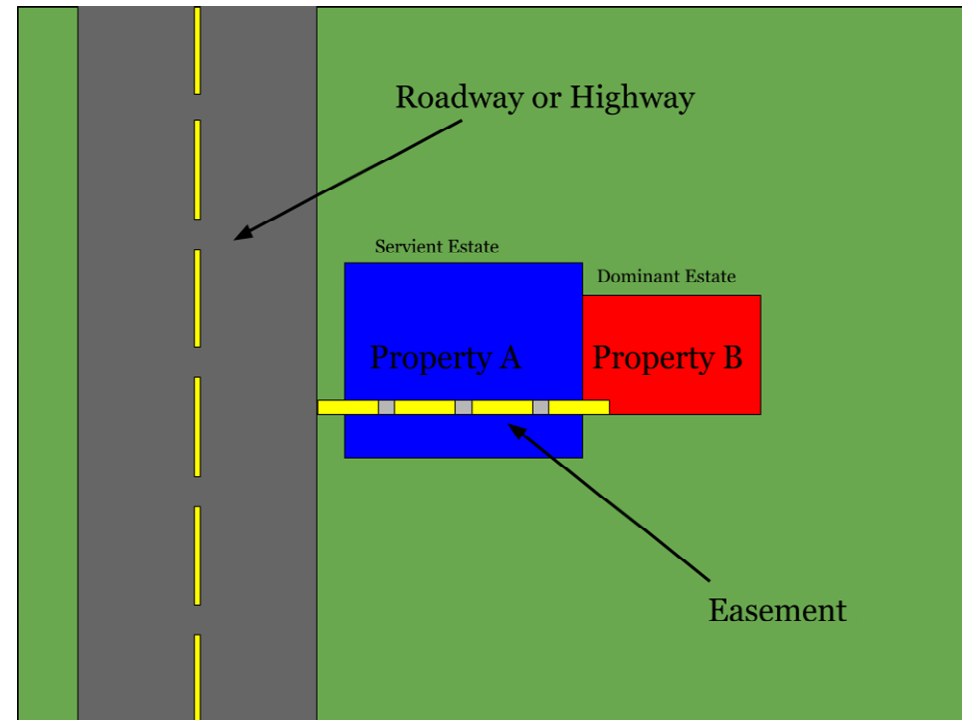 Roadway or Highway
Servient Estate
Dominant Estate
Property A
Property B
Easement